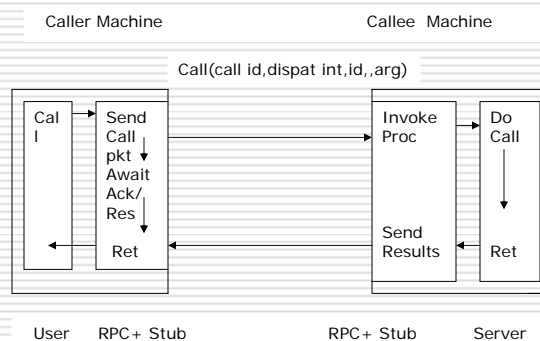 Caller Machine
Callee Machine
Call(call id,dispat int,id,,arg)
Cal
l
Send
Call
pkt
Await
Ack/
Res
Ret
Invoke
Proc
Send
Results
Do
Call
Ret
User
RPC+ Stub
RPC+ Stub
Server